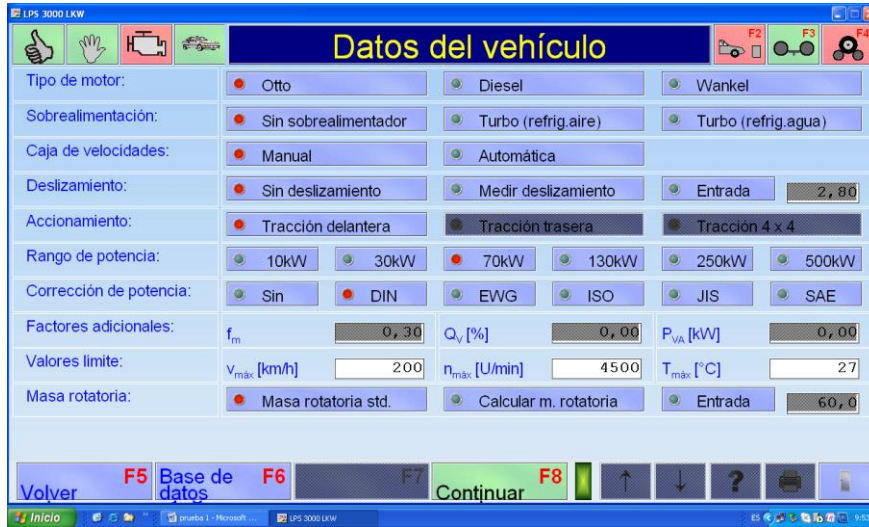 LPS 3000 LKW
Datos del vehículo
F2
F3
F4
Tipo de motor:
Otto
Diesel
Wankel
Sobrealimentación:
Sin sobrealimentador
Turbo (refrig.aire)
Turbo (refrig.agua)
Caja de velocidades:
Manual
Automática
Deslizamiento:
Sin deslizamiento
Medir deslizamiento
Entrada
2,80
Accionamiento:
Tracción delantera
Tracción trasera
Tracción 4 x 4
Rango de potencia:
10kW
30kW
70kW
130kW
250kW
500kW
Corrección de potencia:
Sin
DIN
EWG
ISO
JIS
SAE
Factores adicionales:
fm
0,30
Qv [%]
0,00
PVA [kW]
0,00
Valores limite:
vmáx [km/h]
200
nmáx [U/min]
4500
Tmáx [°C]
27
Masa rotatoria:
Masa rotatoria std.
Calcular m. rotatoria
Entrada
60,0
Volver
F5
Base de
datos
F6
F7
Continuar
F8
?
Inicio
prueba 1 - Microsoft ...
LPS 3000 LKW
ES
9:53